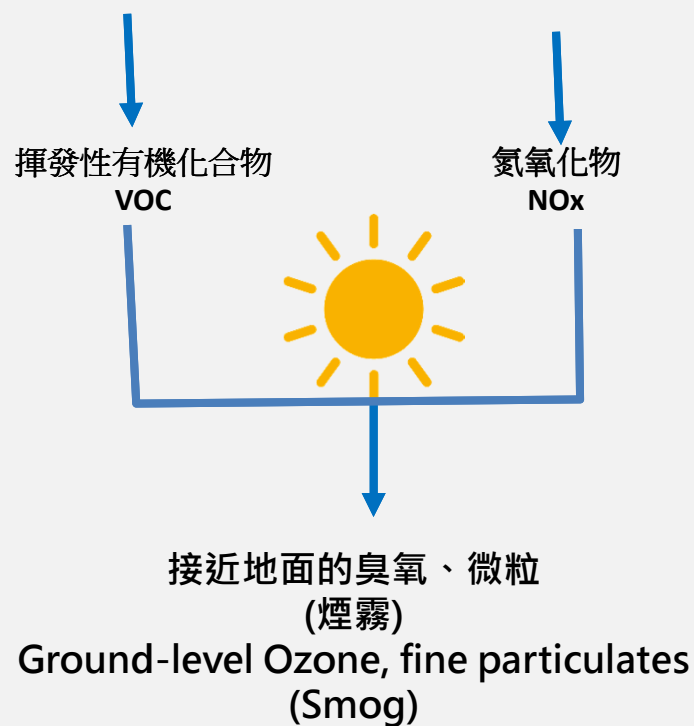 揮發性有機化合物
VOC
氮氧化物
NOx
接近地面的臭氧、微粒
(煙霧)
Ground-level Ozone, fine particulates
(Smog)